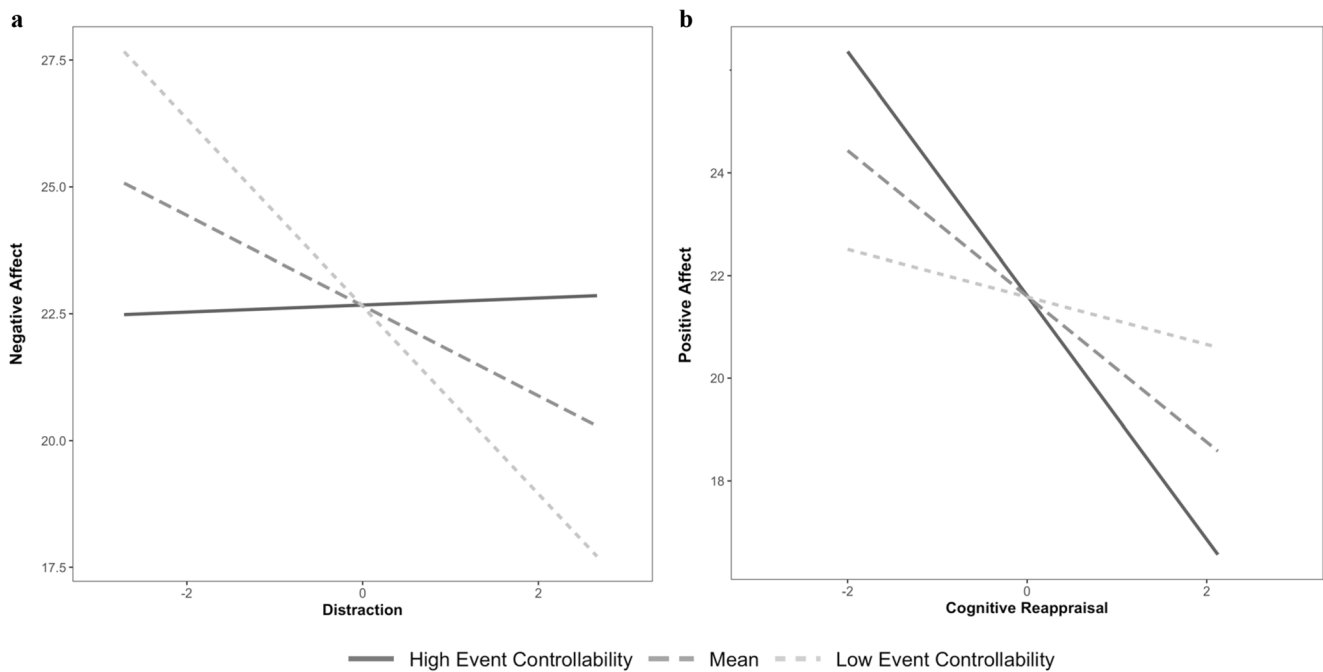 a
b
27.5
25.0
22.5
20.0
17.5
Negative Affect
-2
0
2
Distraction
24
22
20
18
Positive Affect
-2
0
2
Cognitive Reappraisal
High Event Controllability
Mean
Low Event Controllability